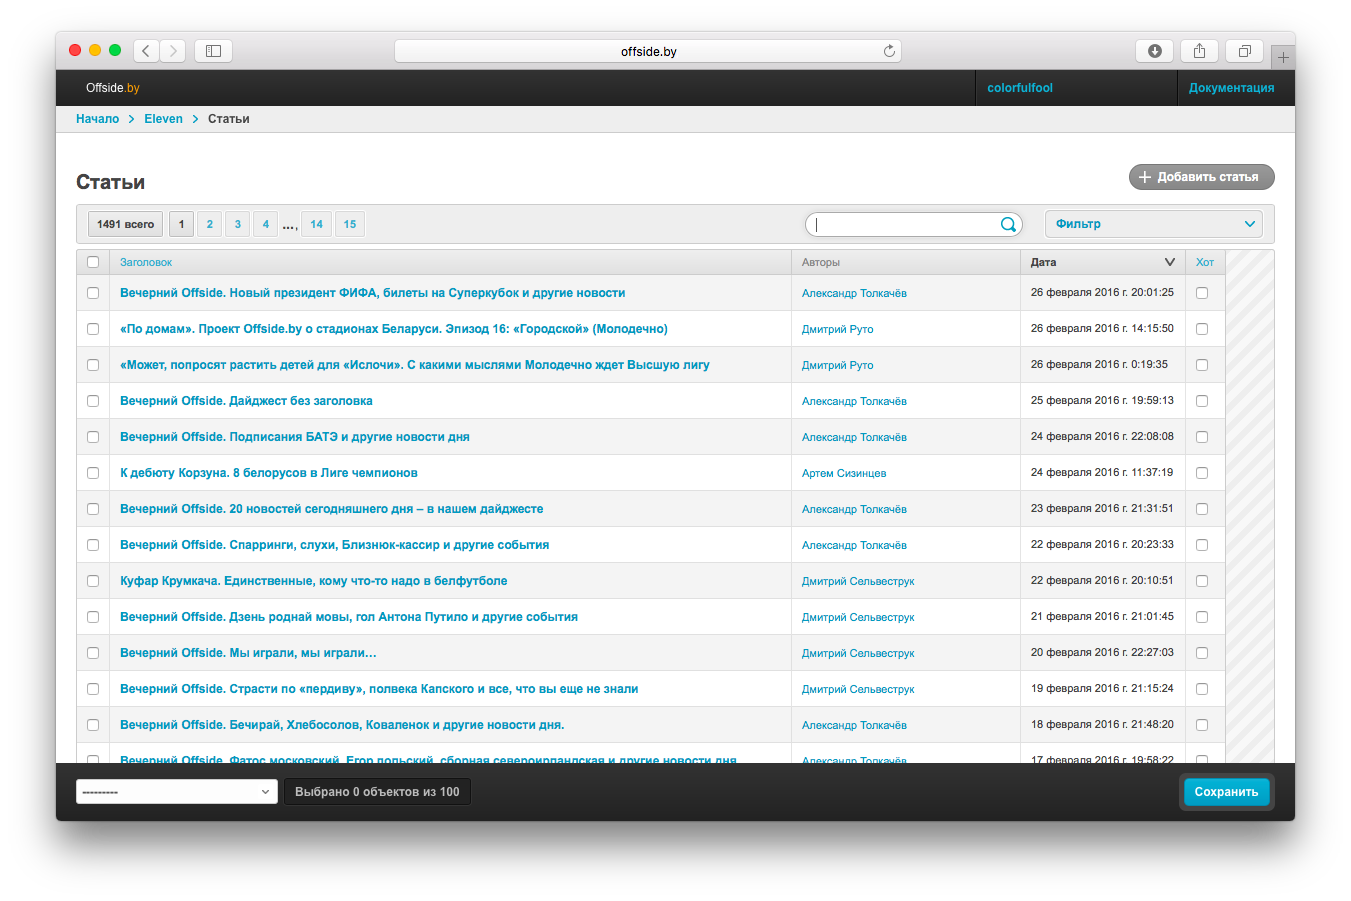 offside.by
Offside.by colorfulfool Документация
Начало > Eleven > Статьи
Статьи + Добавить статья
1491 всего 1 2 3 4 ..., 14 15 Фильтр
Заголовок Авторы Дата Хот
Вечерний Offside. Новый президент ФИФА, билеты на Суперкубок и другие новости Александр Толкачёв 26 февраля 2016 г. 20:01:25
«По домам». Проект Offside.by о стадионах Беларуси. Эпизод 16: «Городской» (Молодечно) Дмитрий Руто 26 февраля 2016 г. 14:15:50
«Может, попросят растить детей для «Ислочи». С какими мыслями Молодечно ждет Высшую лигу Дмитрий Руто 26 февраля 2016 г. 0:19:35
Вечерний Offside. Дайджест без заголовка Александр Толкачёв 25 февраля 2016 г. 19:59:13
Вечерний Offside. Подписания БАТЭ и другие новости дня Александр Толкачёв 24 февраля 2016 г. 22:08:08
К дебюту Корзуна. 8 белорусов в Лиге чемпионов Артем Сизинцев 24 февраля 2016 г. 11:37:19
Вечерний Offside. 20 новостей сегодняшнего дня – в нашем дайджесте Александр Толкачёв 23 февраля 2016 г. 21:31:51
Вечерний Offside. Спарринги, слухи, Близнюк-кассир и другие события Александр Толкачёв 22 февраля 2016 г. 20:23:33
Куфар Крумкача. Единственные, кому что-то надо в белфутболе Дмитрий Сельвеструк 22 февраля 2016 г. 20:10:51
Вечерний Offside. Дзень роднай мовы, гол Антона Путило и другие события Дмитрий Сельвеструк 21 февраля 2016 г. 21:01:45
Вечерний Offside. Мы играли, мы играли... Дмитрий Сельвеструк 20 февраля 2016 г. 22:27:03
Вечерний Offside. Страсти по «пердиву», полвека Капского и все, что вы еще не знали Дмитрий Сельвеструк 19 февраля 2016 г. 21:15:24
Вечерний Offside. Бечирай, Хлебосолов, Коваленок и другие новости дня. Александр Толкачёв 18 февраля 2016 г. 21:48:20
Вечерний Offside. Фатос московский, Егор польский, сборная североирландская и другие новости дня Александр Толкачёв 17 февраля 2016 г. 19:58:22
--------- Выбрано 0 объектов из 100 Сохранить